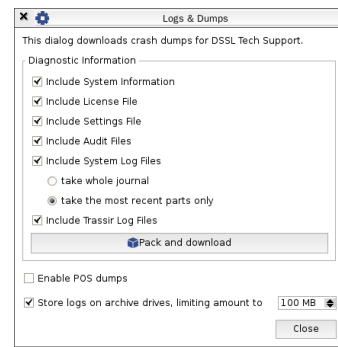 Logs & Dumps
This dialog downloads crash dumps for DSSL Tech Support.
Diagnostic Information
Include System Information
Include License File
Include Settings File
Include Audit Files
Include System Log Files
take whole journal
take the most recent parts only
Include Trassir Log Files
Pack and download
Enable POS dumps
Store logs on archive drives, limiting amount to 100 MB
Close